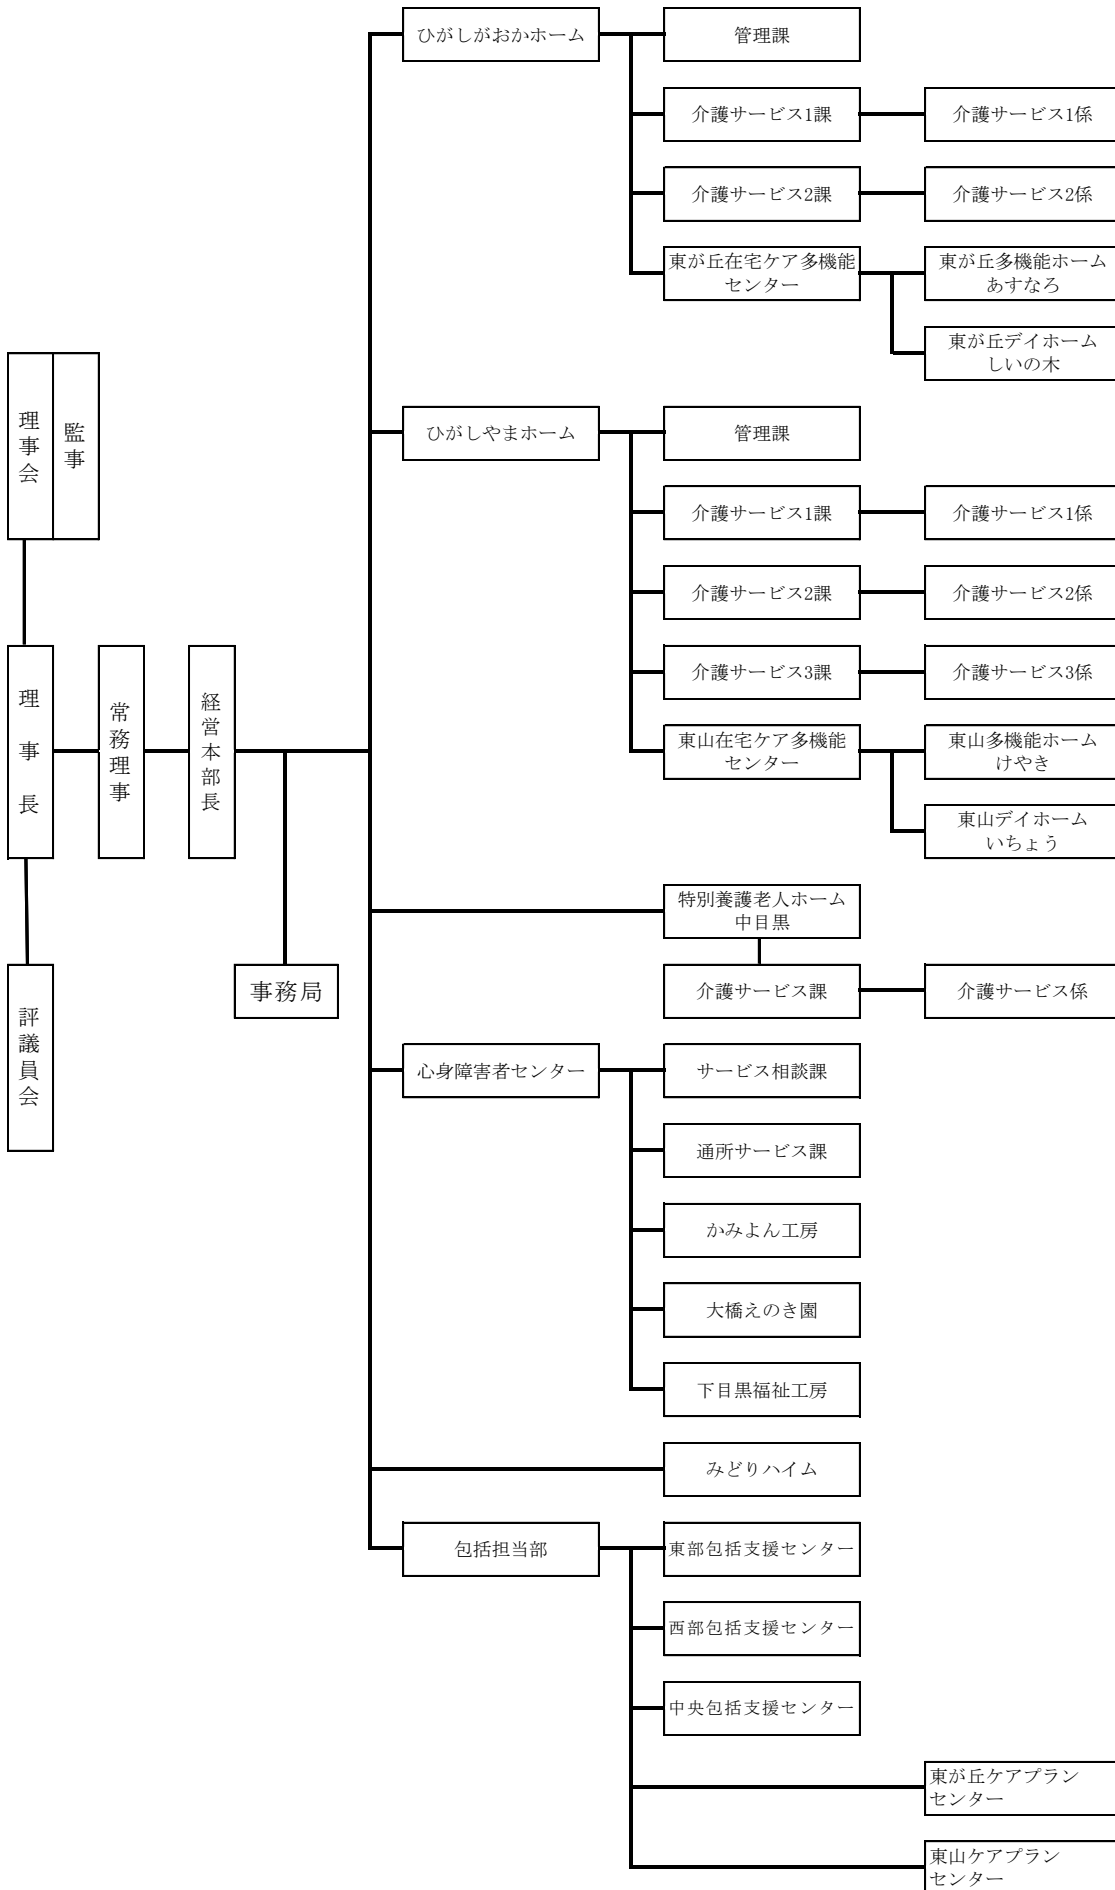 理事会
監事
理事長
評議員会
常務理事
経営本部長
事務局
ひがしがおかホーム
管理課
介護サービス1課
介護サービス1係
介護サービス2課
介護サービス2係
東が丘在宅ケア多機能
センター
東が丘多機能ホーム
あすなろ
東が丘デイホーム
しいの木
ひがしやまホーム
管理課
介護サービス1課
介護サービス1係
介護サービス2課
介護サービス2係
介護サービス3課
介護サービス3係
東山在宅ケア多機能
センター
東山多機能ホーム
けやき
東山デイホーム
いちょう
特別養護老人ホーム
中目黒
介護サービス課
介護サービス係
心身障害者センター
サービス相談課
通所サービス課
かみよん工房
大橋えのき園
下目黒福祉工房
みどりハイム
包括担当部
東部包括支援センター
西部包括支援センター
中央包括支援センター
東が丘ケアプラン
センター
東山ケアプラン
センター